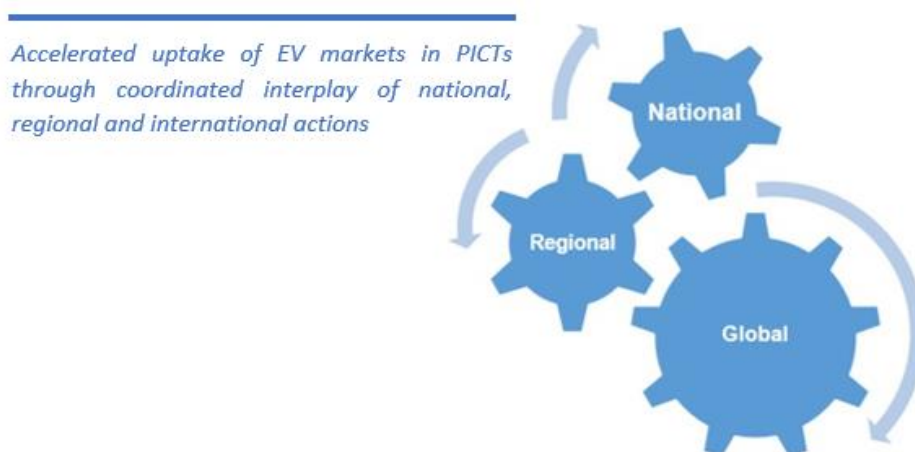 Accelerated uptake of EV markets in PICTs
through coordinated interplay of national,
regional and international actions
National
Regional
Global